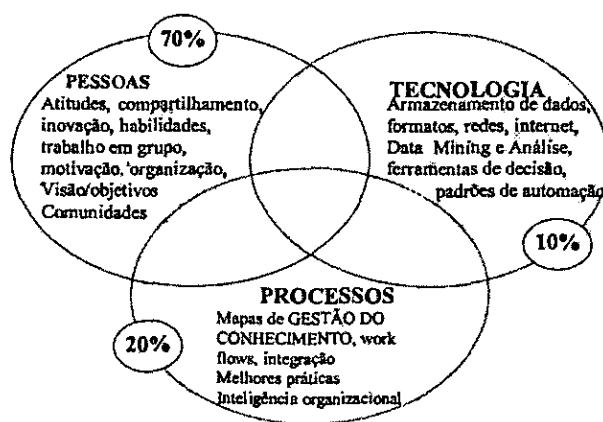 70%
PESSOAS
Atitudes, compartilhamento,
inovação, habilidades,
trabalho em grupo,
motivação, organização,
Visão/objetivos
Comunidades
TECNOLOGIA
Armazenamento de dados,
formatos, redes, internet,
Data Mining e Análise,
ferramentas de decisão,
padrões de automação
10%
PROCESSOS
Mapas de GESTÃO DO
CONHECIMENTO, work
flows, integração
Melhores práticas
Inteligência organizacional
20%